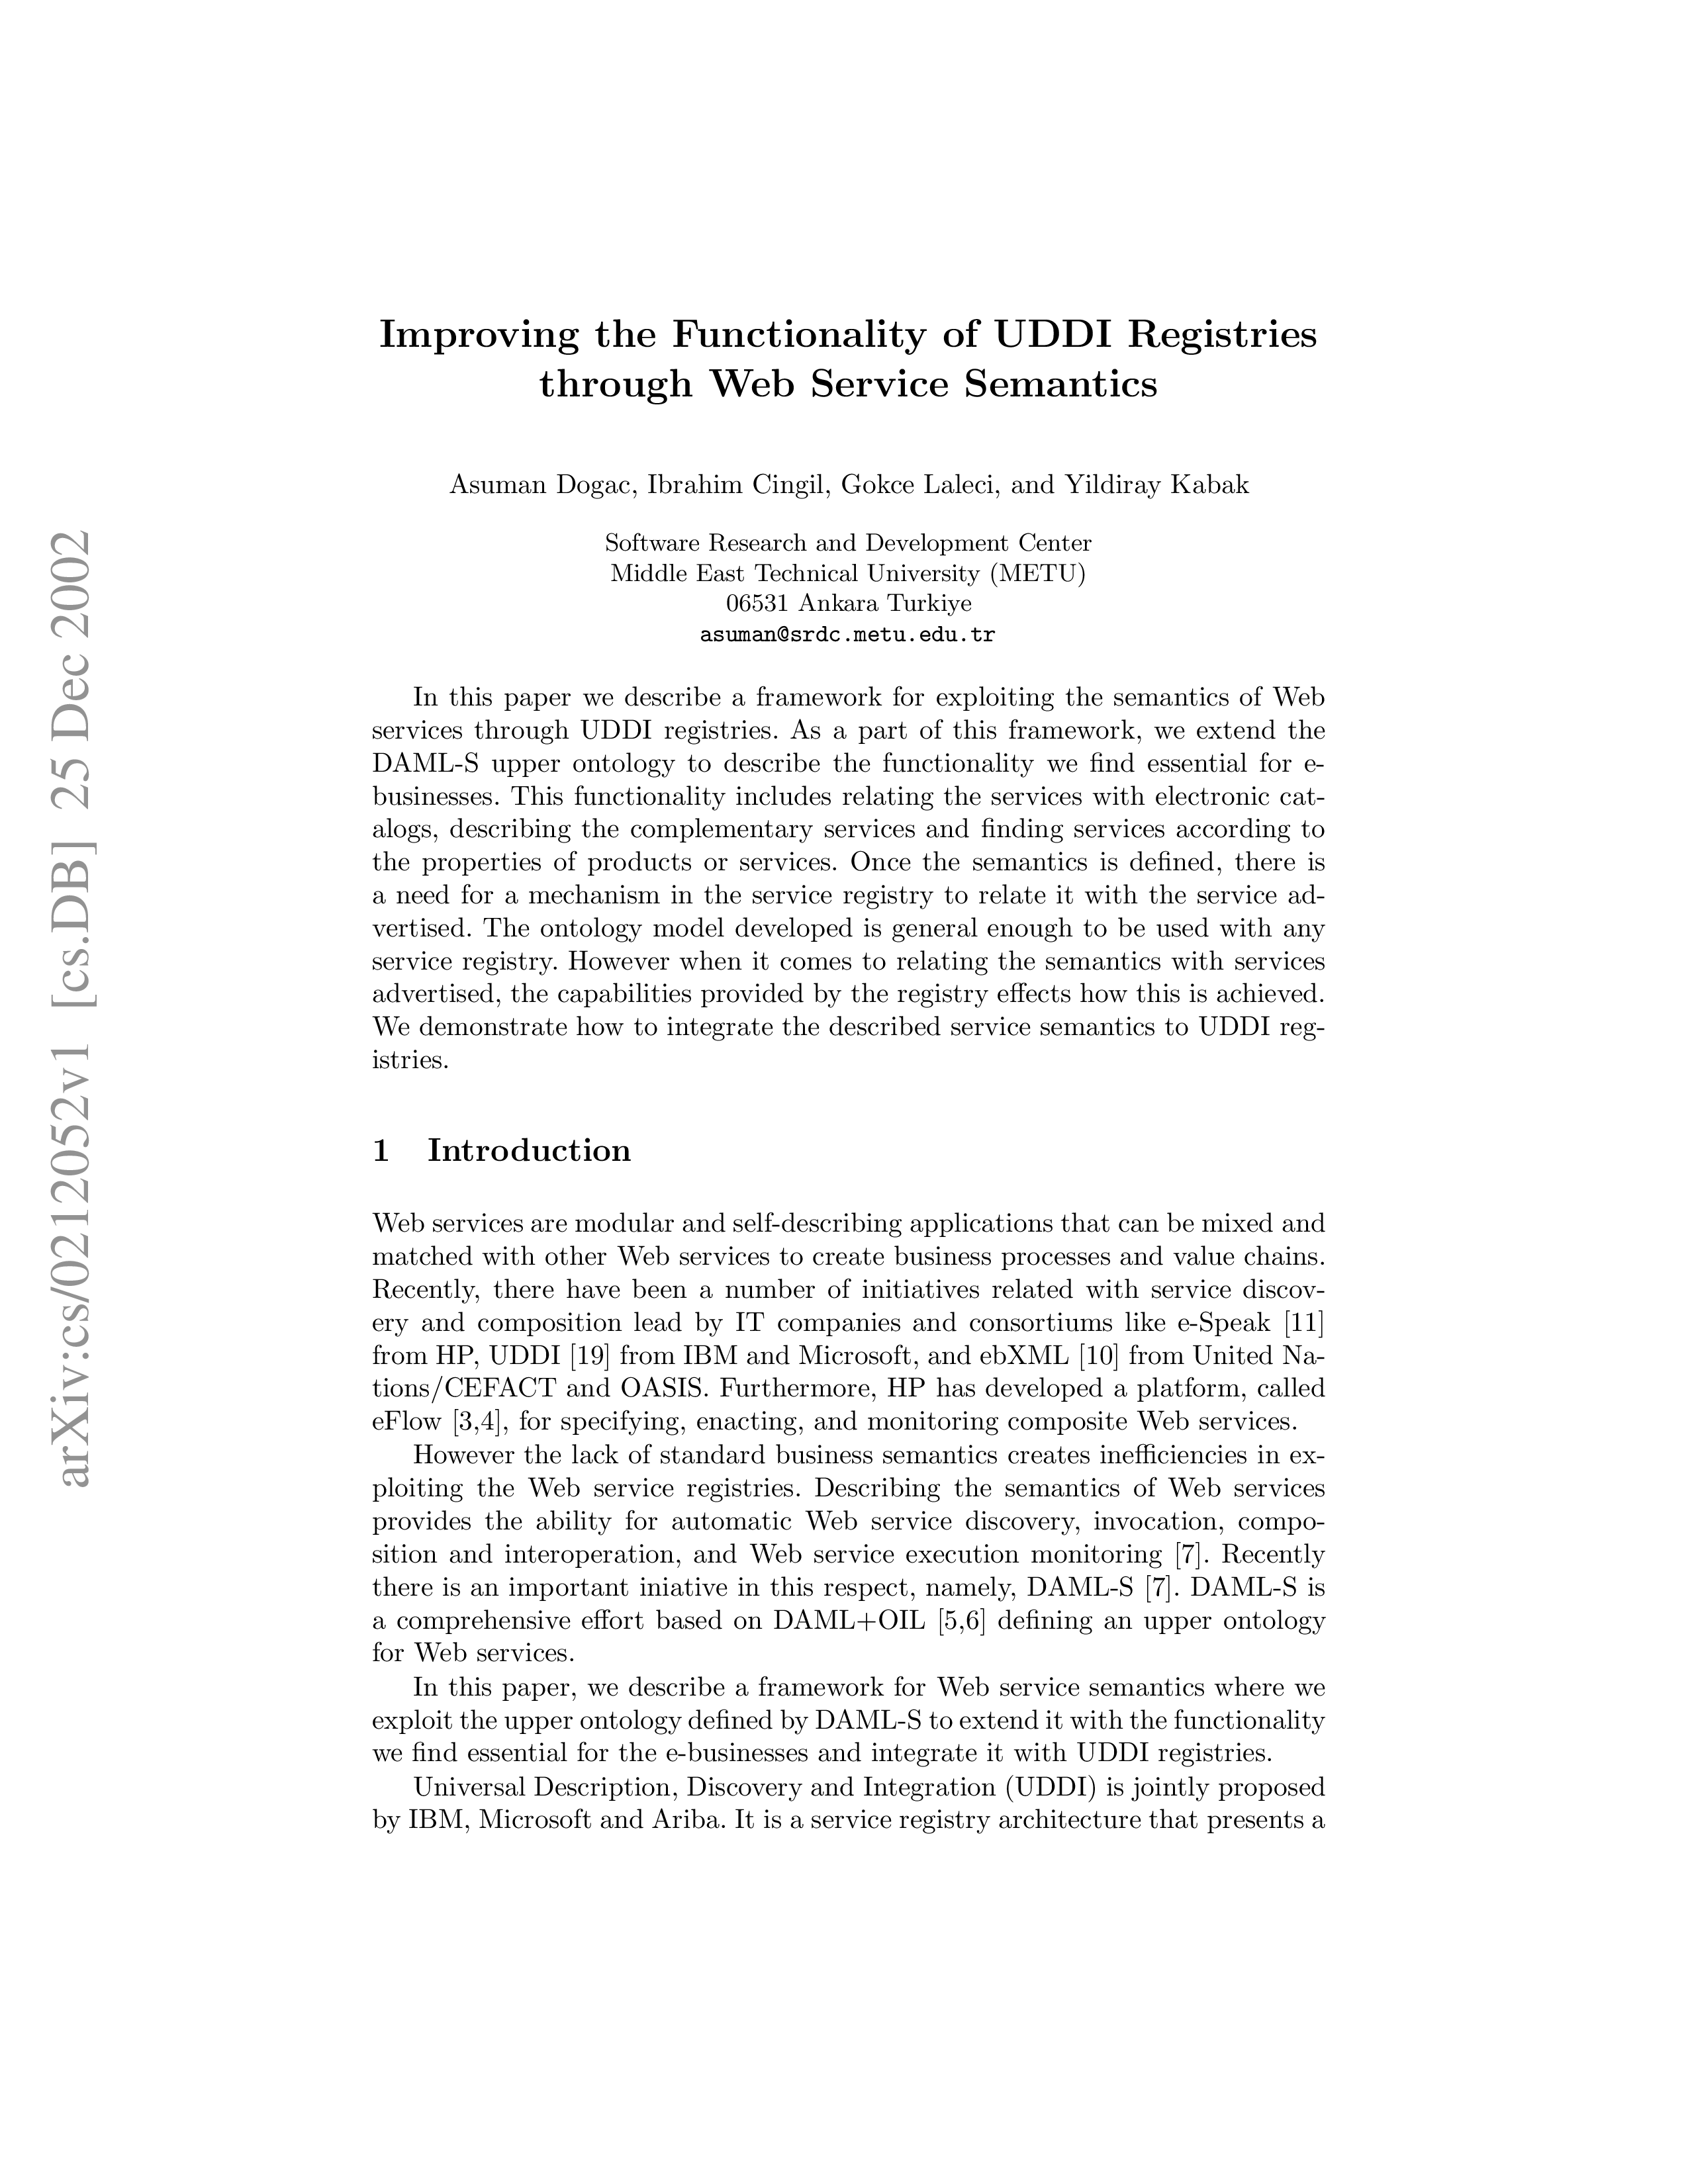 Improving the Functionality of UDDI Registries
through Web Service Semantics
Asuman Dogac, Ibrahim Cingil, Gokce Laleci, and Yildiray Kabak
Software Research and Development Center
Middle East Technical University (METU)
06531 Ankara Turkiye
asuman@srdc.metu.edu.tr
In this paper we describe a framework for exploiting the semantics of Web
services through UDDI registries. As a part of this framework, we extend the
DAML-S upper ontology to describe the functionality we find essential for e-
businesses. This functionality includes relating the services with electronic cat-
alogs, describing the complementary services and finding services according to
the properties of products or services. Once the semantics is defined, there is
a need for a mechanism in the service registry to relate it with the service ad-
vertised. The ontology model developed is general enough to be used with any
service registry. However when it comes to relating the semantics with services
advertised, the capabilities provided by the registry effects how this is achieved.
We demonstrate how to integrate the described service semantics to UDDI reg-
istries.
1 Introduction
Web services are modular and self-describing applications that can be mixed and
matched with other Web services to create business processes and value chains.
Recently, there have been a number of initiatives related with service discov-
ery and composition lead by IT companies and consortiums like e-Speak [11]
from HP, UDDI [19] from IBM and Microsoft, and ebXML [10] from United Na-
tions/CEFACT and OASIS. Furthermore, HP has developed a platform, called
eFlow [3,4], for specifying, enacting, and monitoring composite Web services.
However the lack of standard business semantics creates inefficiencies in ex-
ploiting the Web service registries. Describing the semantics of Web services
provides the ability for automatic Web service discovery, invocation, compo-
sition and interoperation, and Web service execution monitoring [7]. Recently
there is an important iniative in this respect, namely, DAML-S [7]. DAML-S is
a comprehensive effort based on DAML+OIL [5,6] defining an upper ontology
for Web services.
In this paper, we describe a framework for Web service semantics where we
exploit the upper ontology defined by DAML-S to extend it with the functionality
we find essential for the e-businesses and integrate it with UDDI registries.
Universal Description, Discovery and Integration (UDDI) is jointly proposed
by IBM, Microsoft and Ariba. It is a service registry architecture that presents a
arXiv:cs/0212052v1 [cs.DB] 25 Dec 2002